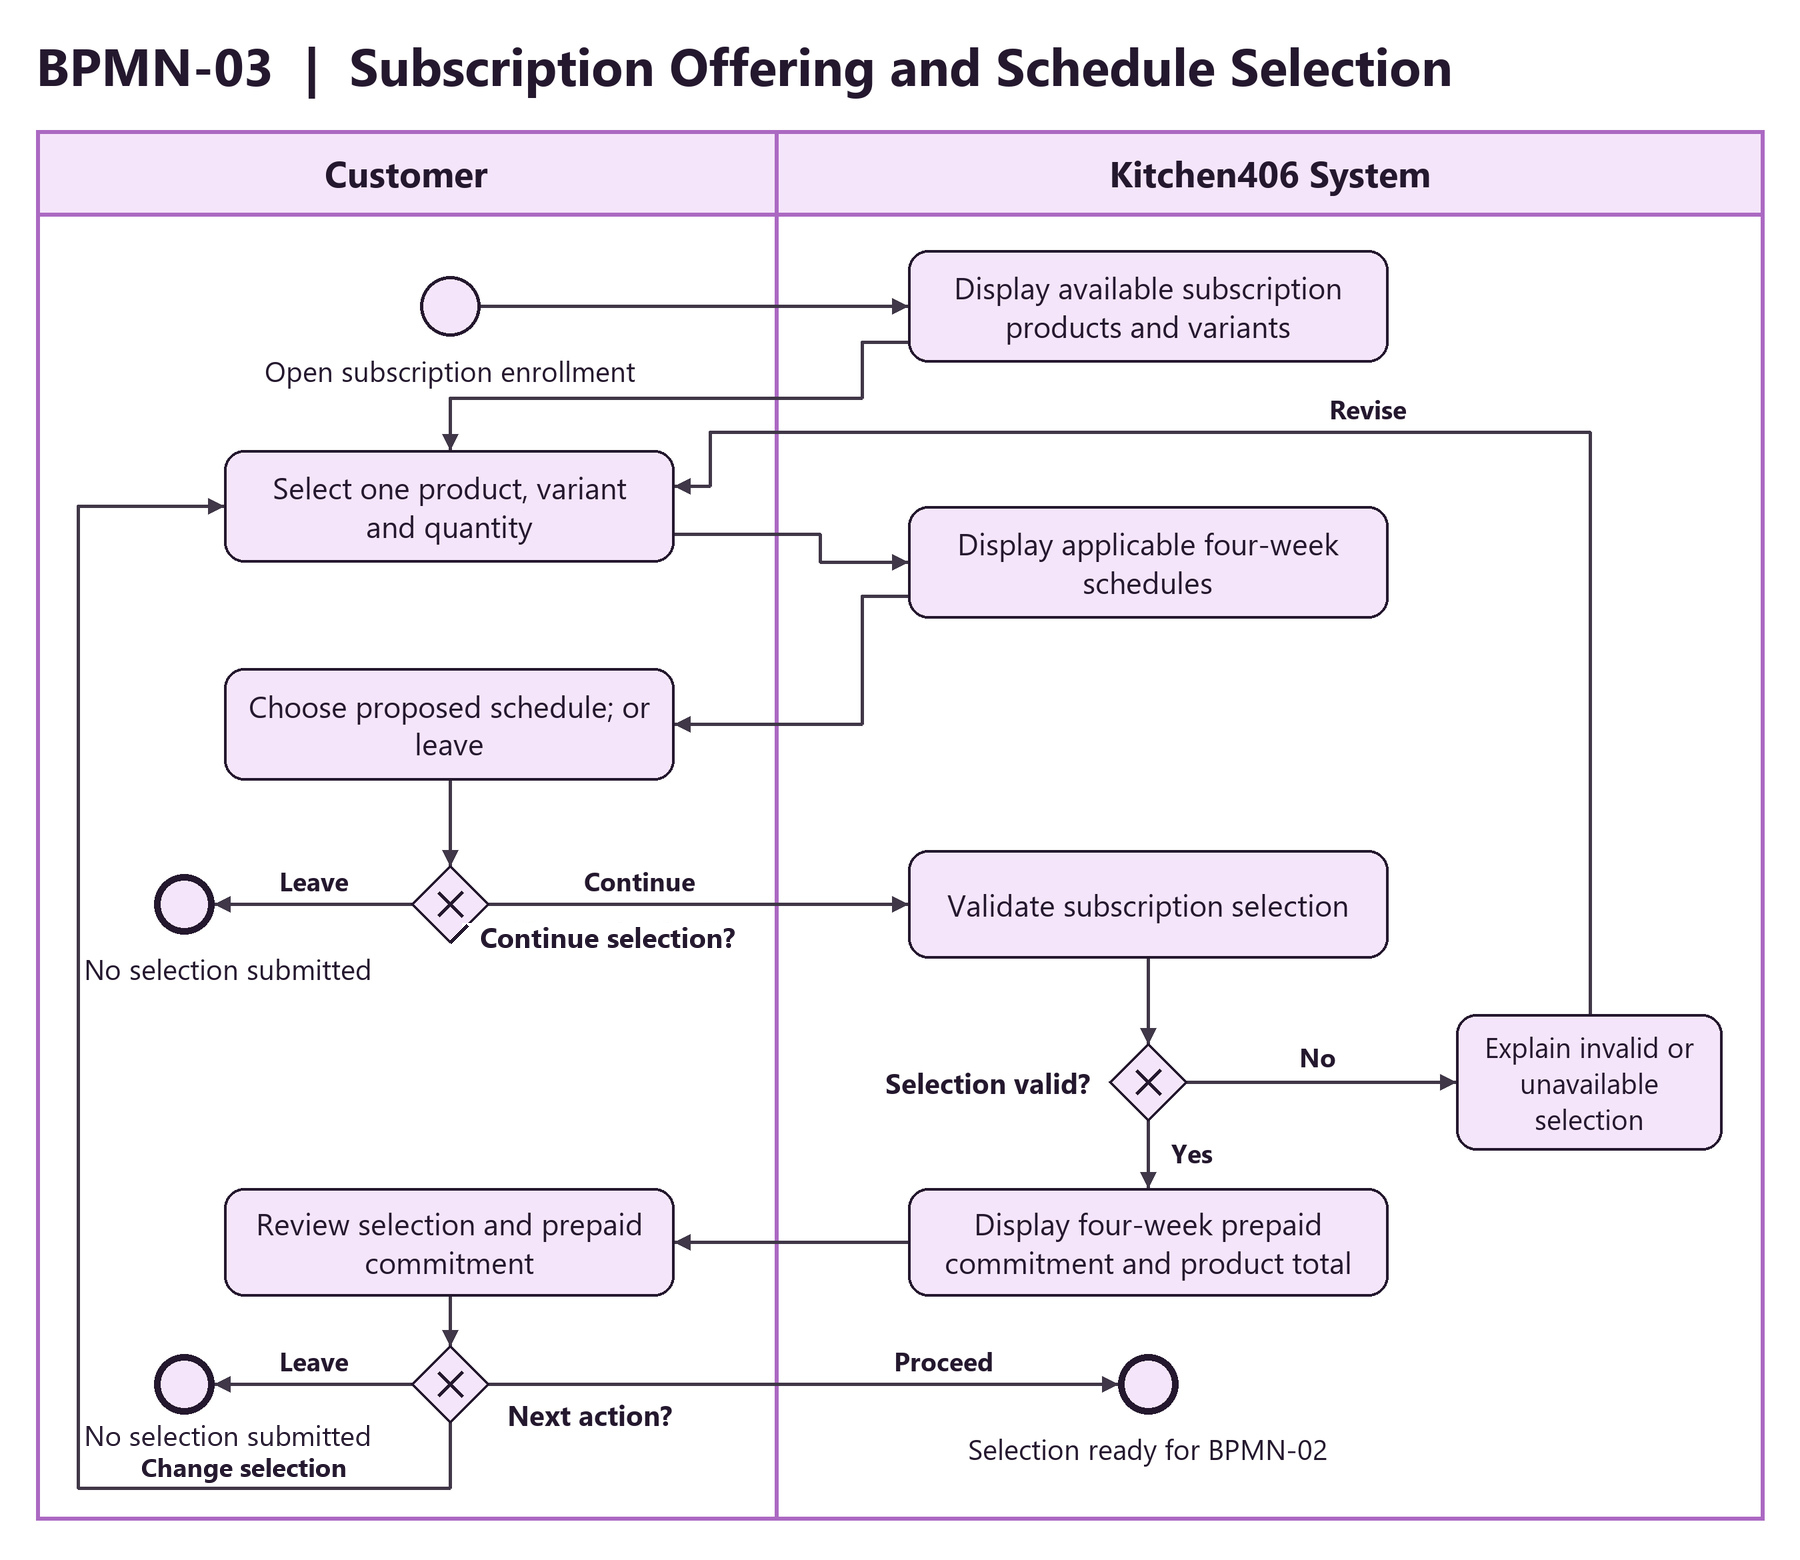 BPMN-03 | Subscription Offering and Schedule Selection
Customer
Kitchen406 System
Display available subscription
products and variants
Open subscription enrollment
Revise
Select one product, variant
and quantity
Display applicable four-week
schedules
Choose proposed schedule; or
leave
Leave
Continue
Continue selection?
Validate subscription selection
No selection submitted
Selection valid?
No
Explain invalid or
unavailable
selection
Yes
Review selection and prepaid
commitment
Display four-week prepaid
commitment and product total
Leave
Proceed
Next action?
No selection submitted
Selection ready for BPMN-02
Change selection